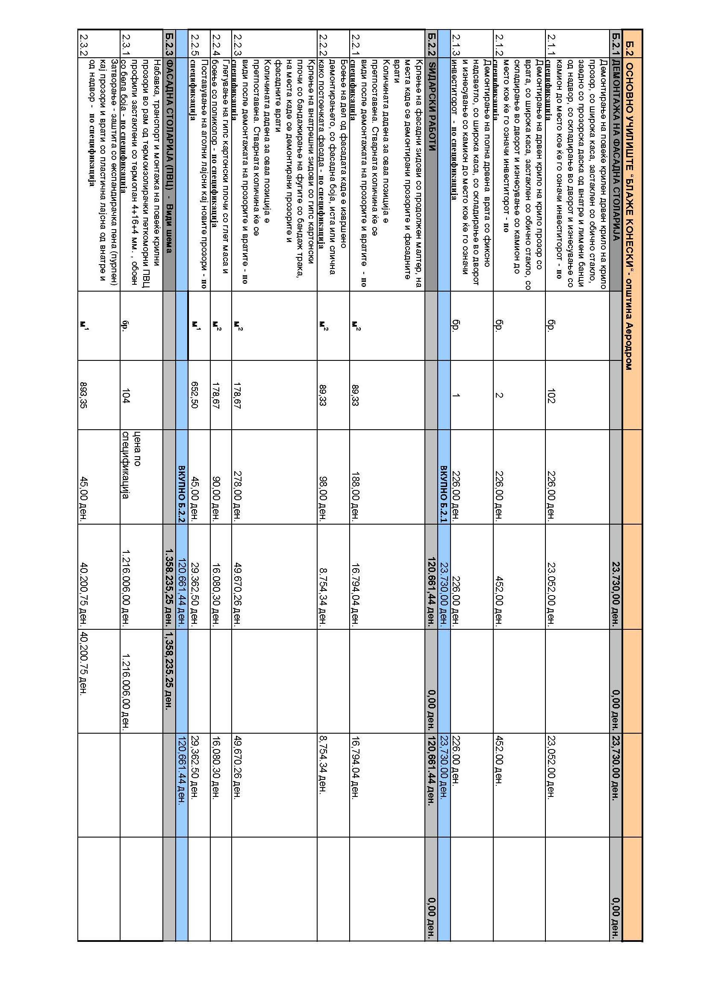 Б.2 ОСНОВНО УЧИЛИШТЕ “БЛАЖЕ КОНЕСКИ“- општина Аеродром
Б.2.1 ДЕМОНТАЖА НА ФАСАДНА СТОЛАРИЈА 23.730,00 ден. 0,00 ден. 23,730.00 ден. 0,00 ден.
Демонтирање на повеќе крилен дрвен крило на крило
прозор, со широка каса, застаклен со обично стакло,
заедно со прозорска даска од внатре и лимени банци
од надвор, со складирање во дворот и изнесување со
камион до место кое ќе го означи инвеститорот - по
2.1.1 спецификација бр. 102 226,00 ден. 23.052,00 ден. 23,052.00 ден.
Демонтирање на дрвен крило на крило прозор со
врата, со широка каса, застаклен со обично стакло, со
складирање во дворот и изнесување со камион до
место кое ќе го означи инвеститорот - по
2.1.2 спецификација бр. 2 226,00 ден. 452,00 ден. 452.00 ден.
Демонтирање на полна дрвена врата со фиксно
надсветло, со широка каса, со складирање во дворот
и изнесување со камион до место кое ќе го означи
2.1.3 инвеститорот - по спецификација бр. 1 226,00 ден. 226,00 ден. 226.00 ден.
ВКУПНО Б.2.1 23.730,00 ден. 23,730.00 ден.
Б.2.2 ЅИДАРСКИ РАБОТИ 120.661,44 ден. 0,00 ден. 120,661.44 ден. 0,00 ден.
Крпење на фасадни ѕидови со продолжен малтер, на
места каде се демонтирани прозорите и фасадните
врати
Количината дадена за оваа позиција е
претпоставена. Стварната количина ќе се
види после демонтажата на прозорите и вратите - по
2.2.1 спецификација м2 89,33 188,00 ден. 16.794,04 ден. 16,794.04 ден.
Боење на дел од фасадата каде е извршено
демонтирањето, со фасадна боја, иста или слична
2.2.2 како постоечката фасада - по спецификација м2 89,33 98,00 ден. 8.754,34 ден. 8,754.34 ден.
Крпење на внатрешни ѕидови со гипс картонски
плочи со бандажирање на фугите со бандаж трака,
на места каде се демонтирани прозорите и
фасадните врати
Количината дадена за оваа позиција е
претпоставена. Стварната количина ќе се
види после демонтажата на прозорите и вратите - по
2.2.3 спецификација м2 178,67 278,00 ден. 49.670,26 ден. 49,670.26 ден.
Глетување на гипс картонски плочи со глет маса и
2.2.4 боење со поликолор - по спецификација м2 178,67 90,00 ден. 16.080,30 ден. 16,080.30 ден.
Поставување на аголни лајсни кај новите прозори - по
2.2.5 спецификација м1 652,50 45,00 ден. 29.362,50 ден. 29,362.50 ден.
ВКУПНО Б.2.2 120.661,44 ден. 120,661.44 ден.
Б.2.3 ФАСАДНА СТОЛАРИЈА (ПВЦ) - Види шема 1.358.235,25 ден. 1,358,235.25 ден.
Набавка, транспорт и монтажа на повеќе крилни
прозори во рам од термоизолирачки петкоморни ПВЦ
профили застаклени со термопан 4+16+4 мм. , обоен цена по
2.3.1 со бела боја - по спецификација бр. 104 спецификација 1.216.006,00 ден. 1.216.006,00 ден.
Затворање - заштита со експандирачка пена (пурпен)
кај прозори и врати со пластична лајсна од внатре и
2.3.2 од надвор - по спецификација м1 893,35 45,00 ден. 40.200,75 ден. 40,200.75 ден.